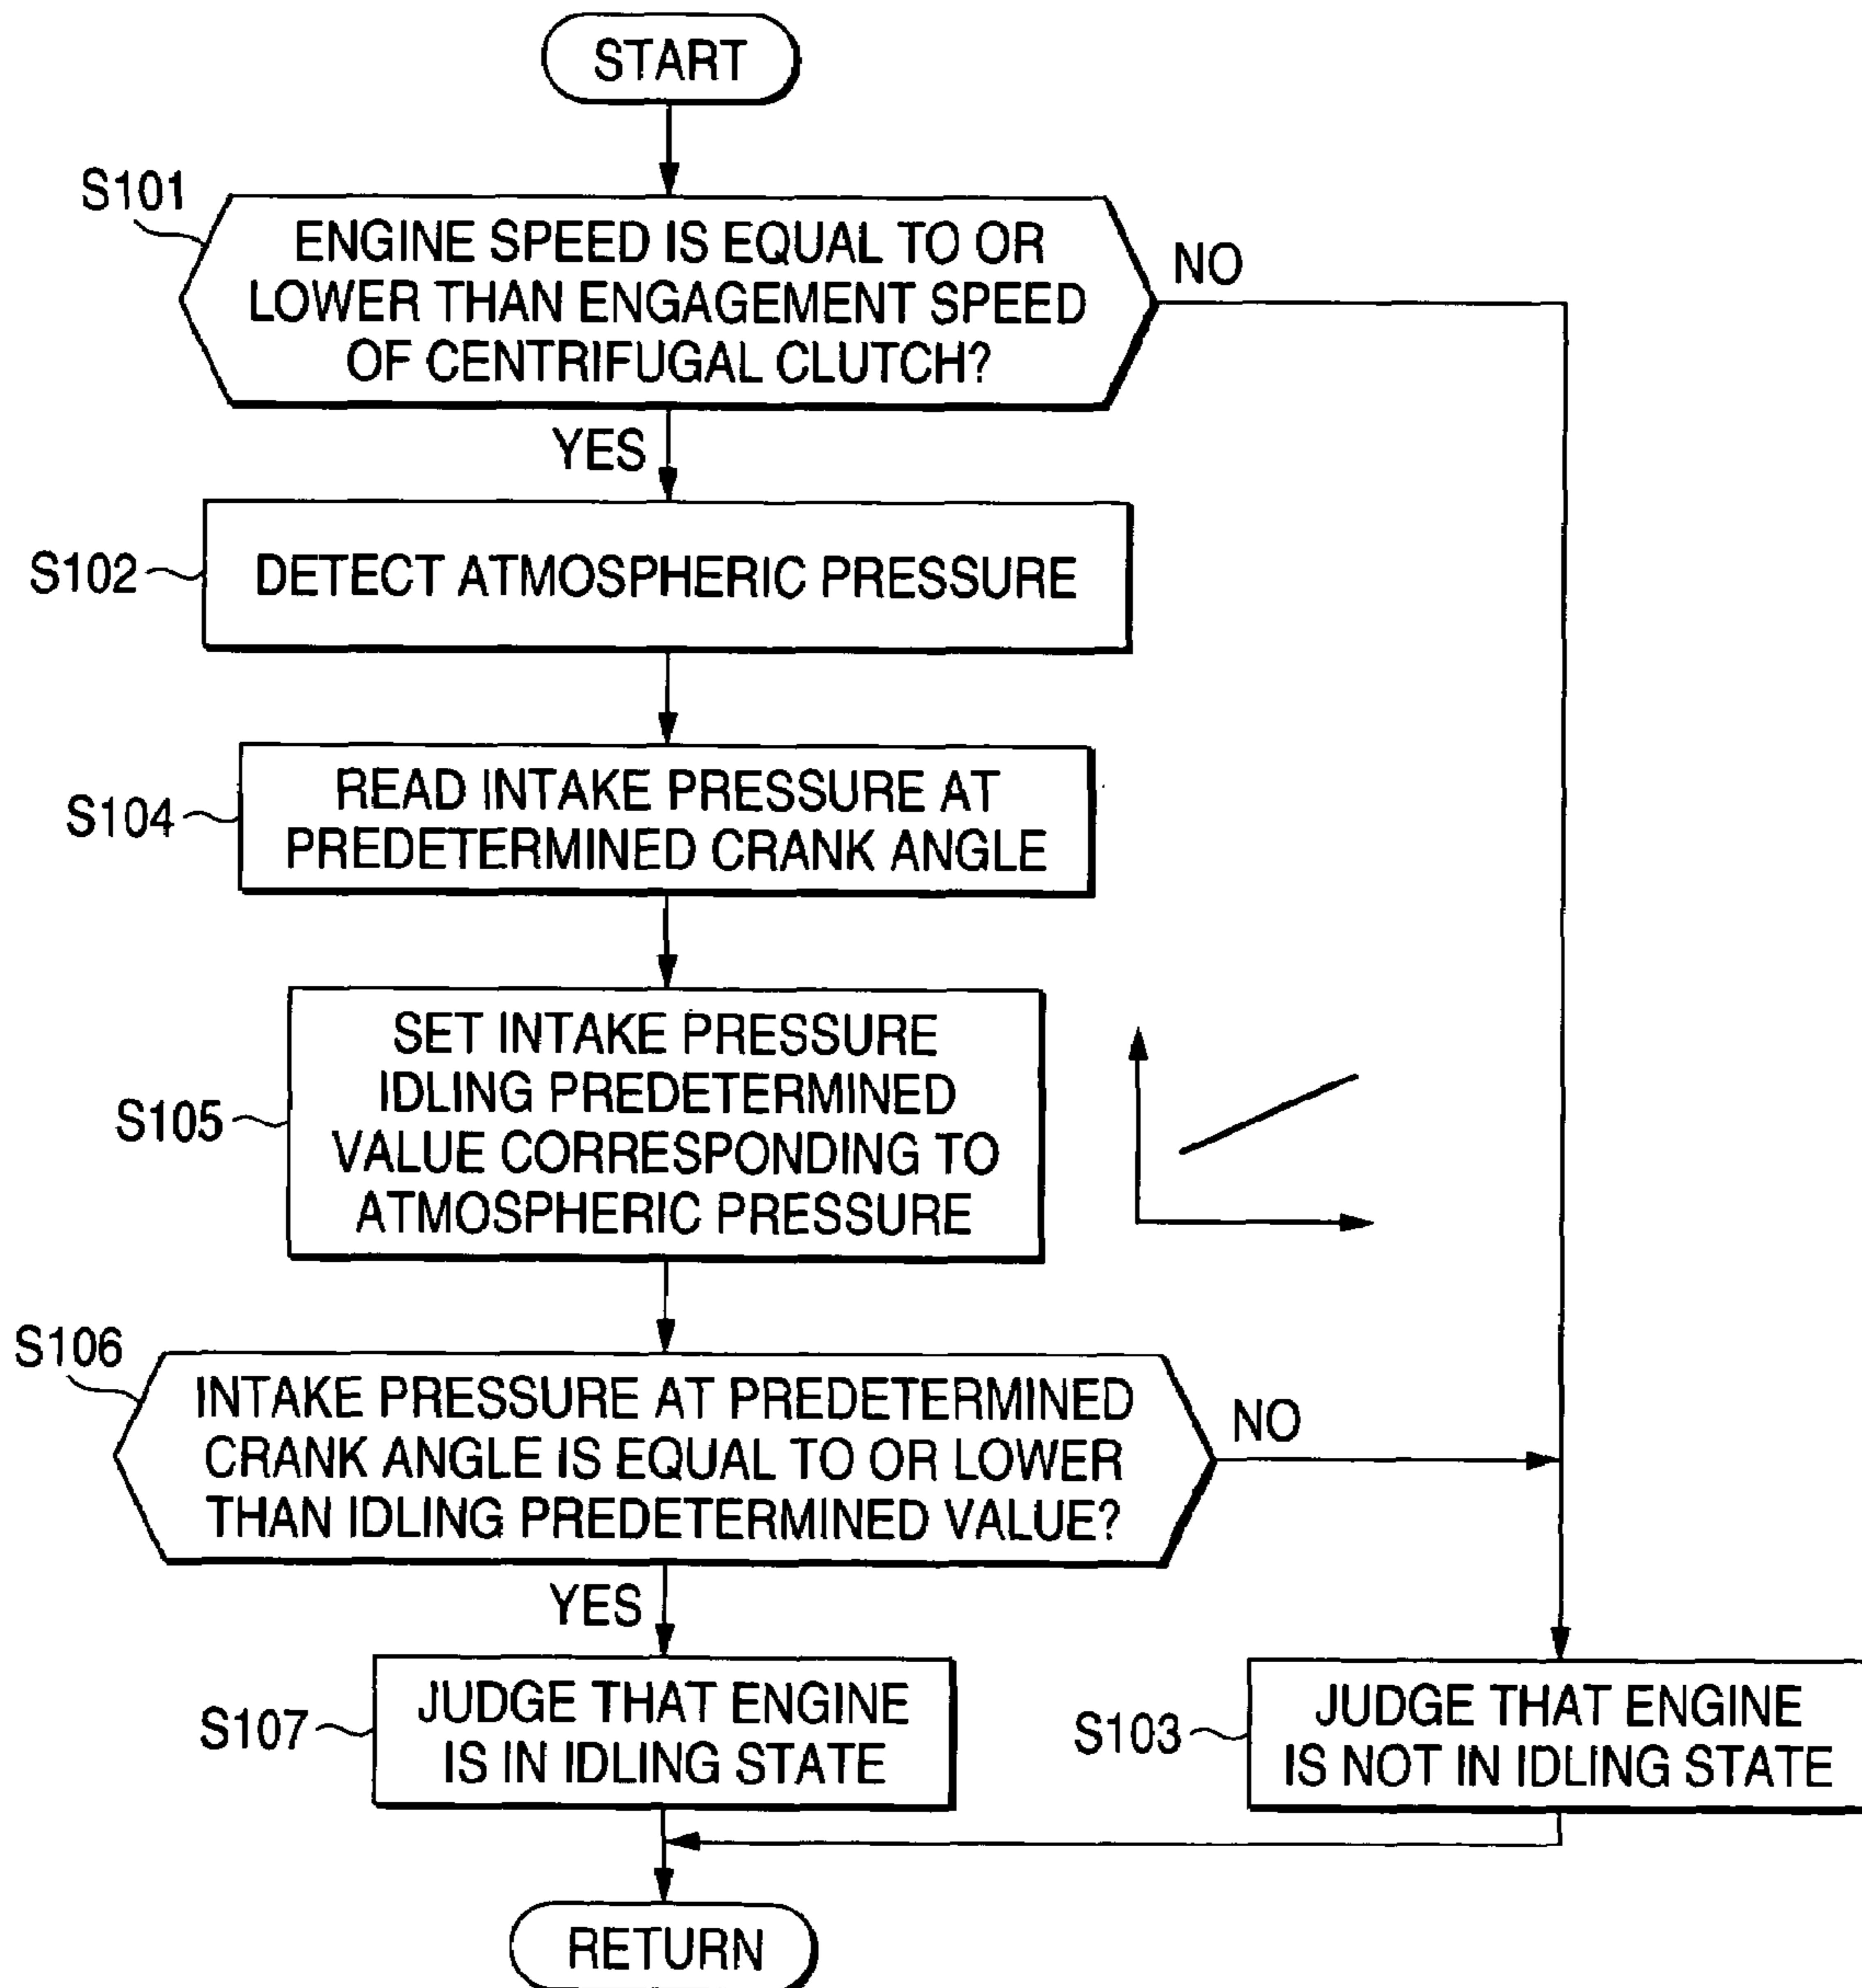 START
S101
ENGINE SPEED IS EQUAL TO OR
LOWER THAN ENGAGEMENT SPEED
OF CENTRIFUGAL CLUTCH?
NO
YES
S102
DETECT ATMOSPHERIC PRESSURE
S104
READ INTAKE PRESSURE AT
PREDETERMINED CRANK ANGLE
S105
SET INTAKE PRESSURE
IDLING PREDETERMINED
VALUE CORRESPONDING TO
ATMOSPHERIC PRESSURE
S106
INTAKE PRESSURE AT PREDETERMINED
CRANK ANGLE IS EQUAL TO OR LOWER
THAN IDLING PREDETERMINED VALUE?
NO
YES
S107
JUDGE THAT ENGINE
IS IN IDLING STATE
S103
JUDGE THAT ENGINE
IS NOT IN IDLING STATE
RETURN